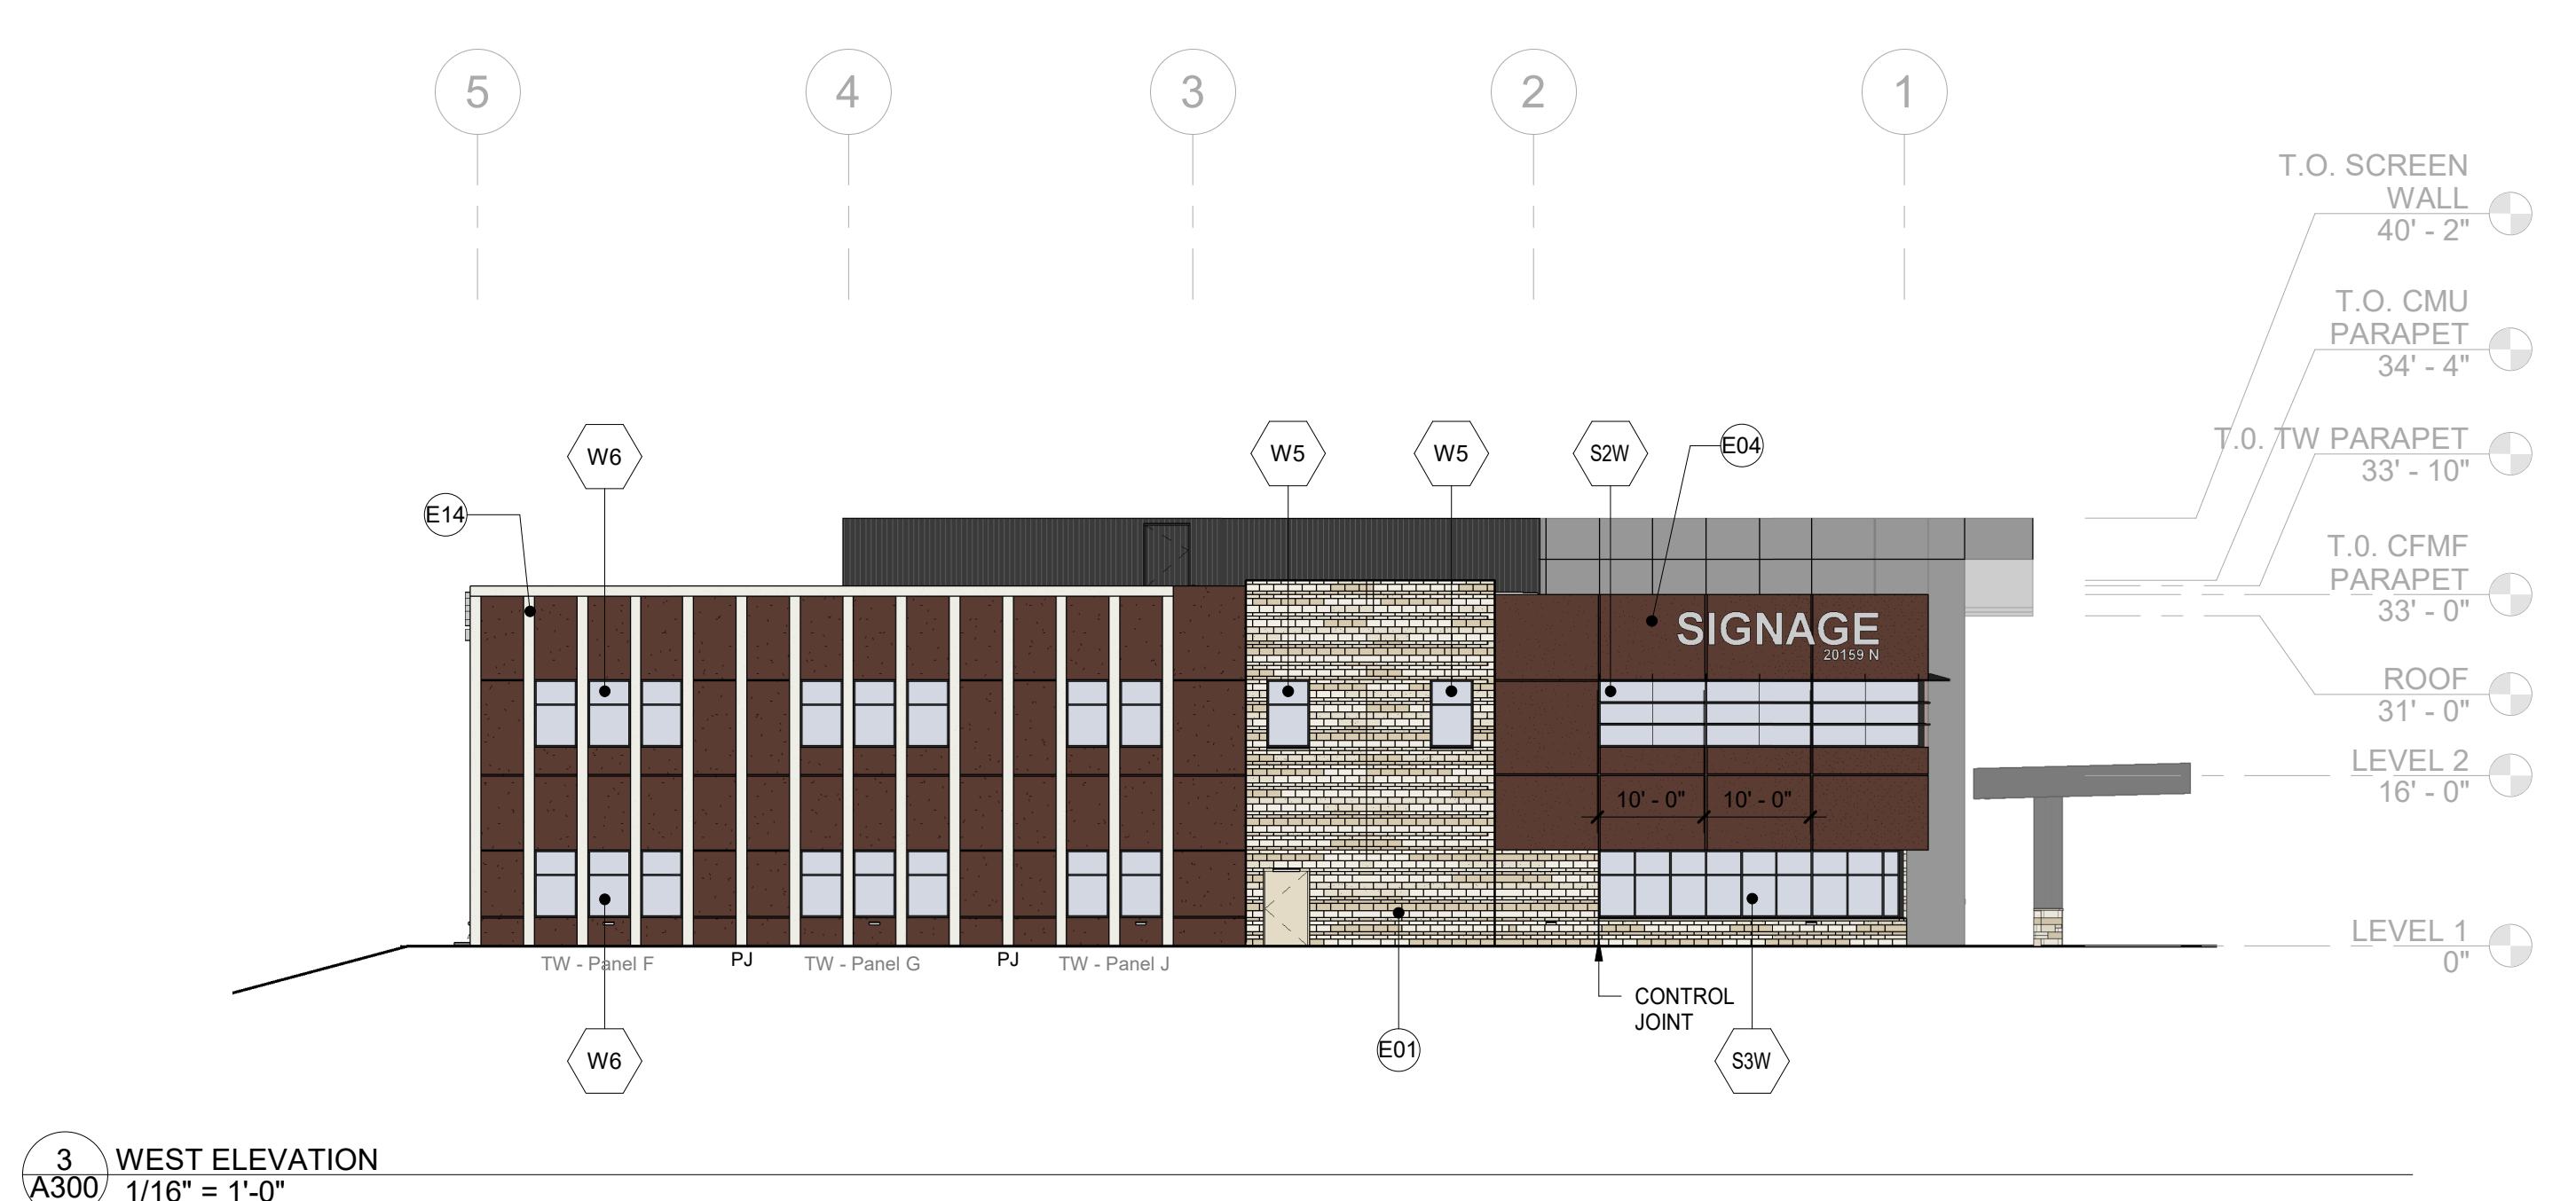 5
4
3
2
1
T.O. SCREEN
WALL
40' - 2"
T.O. CMU
PARAPET
34' - 4"
T.0. TW PARAPET
33' - 10"
T.0. CFMF
PARAPET
33' - 0"
ROOF
31' - 0"
LEVEL 2
16' - 0"
LEVEL 1
0"
W6
W5
W5
S2W
E04
E14
SIGNAGE
20159 N
10' - 0"
10' - 0"
TW - Panel F
PJ
TW - Panel G
PJ
TW - Panel J
CONTROL
JOINT
W6
E01
S3W
3
A300
WEST ELEVATION
1/16" = 1'-0"